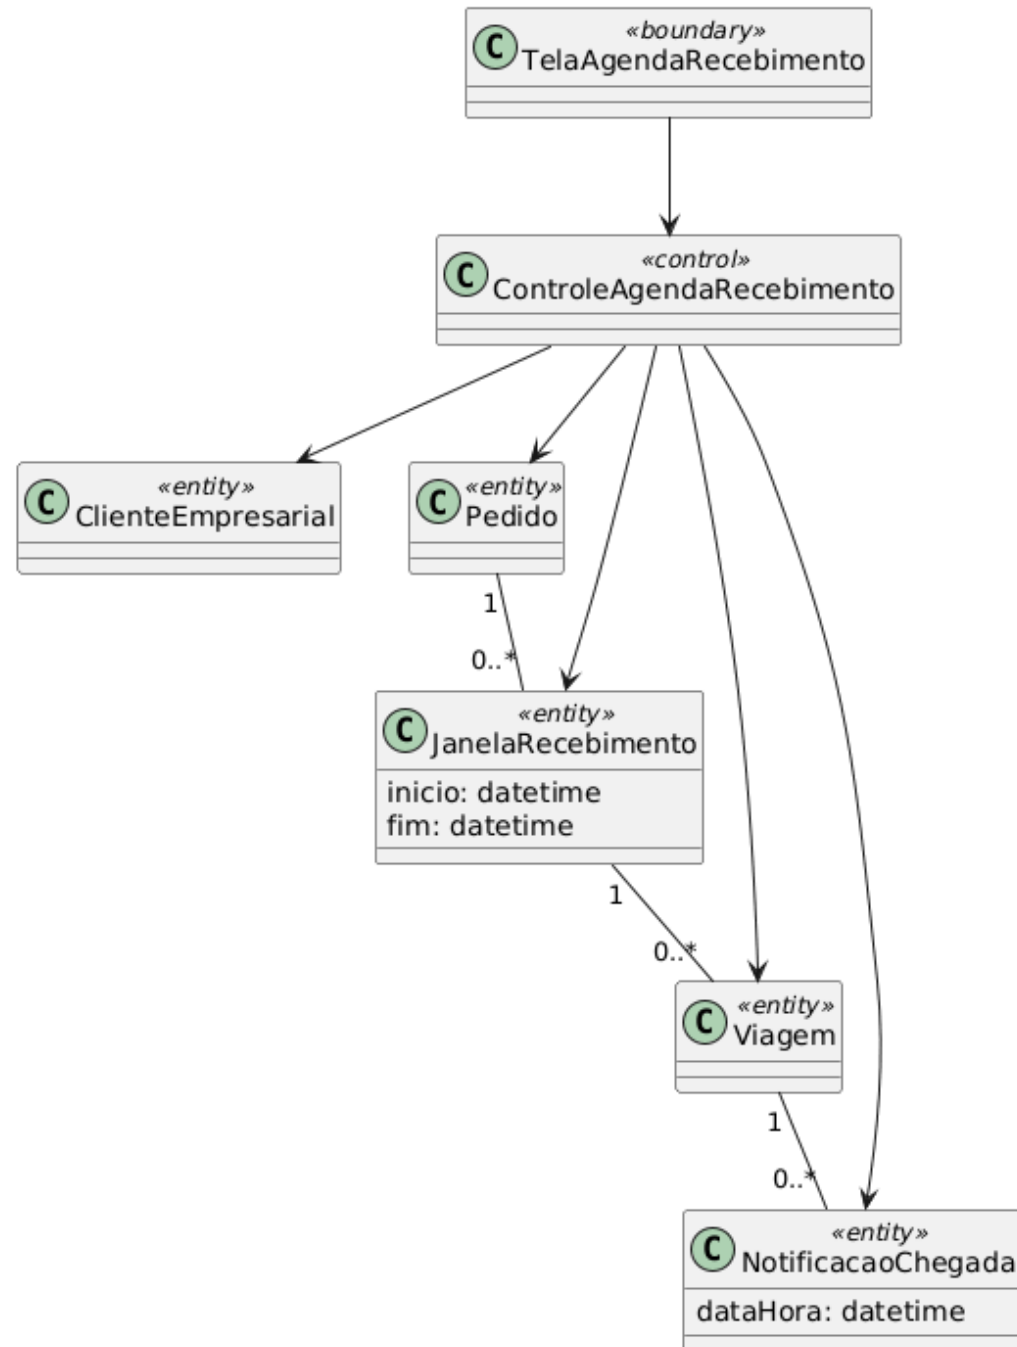 C
«boundary»
TelaAgendaRecebimento
C
«control»
ControleAgendaRecebimento
C
«entity»
ClienteEmpresarial
C
«entity»
Pedido
1
0..*
C
«entity»
JanelaRecebimento
inicio: datetime
fim: datetime
1
0..*
C
«entity»
Viagem
1
0..*
C
«entity»
NotificacaoChegada
dataHora: datetime